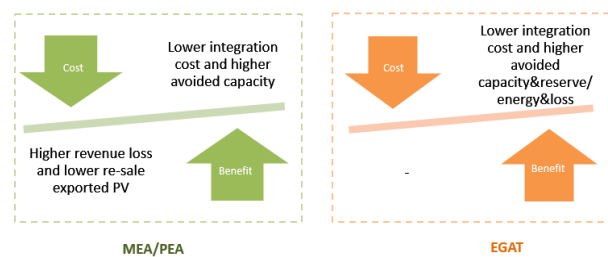 Cost
Lower integration
cost and higher
avoided capacity
Higher revenue loss
and lower re-sale
exported PV
Benefit
MEA/PEA
Cost
Lower integration
cost and higher
avoided
capacity&reserve/
energy&loss
-
Benefit
EGAT